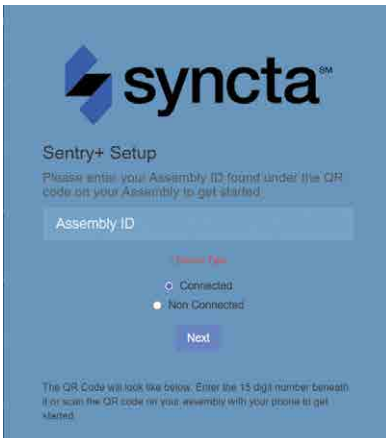 syncta
SM
Sentry+ Setup
Please enter your Assembly ID found under the QR
code on your Assembly to get started
Assembly ID
Connected
Non Connected
Next
The QR Code will look like below. Enter the 15 digit number beneath
it or scan the QR code on your assembly with your phone to get
started.